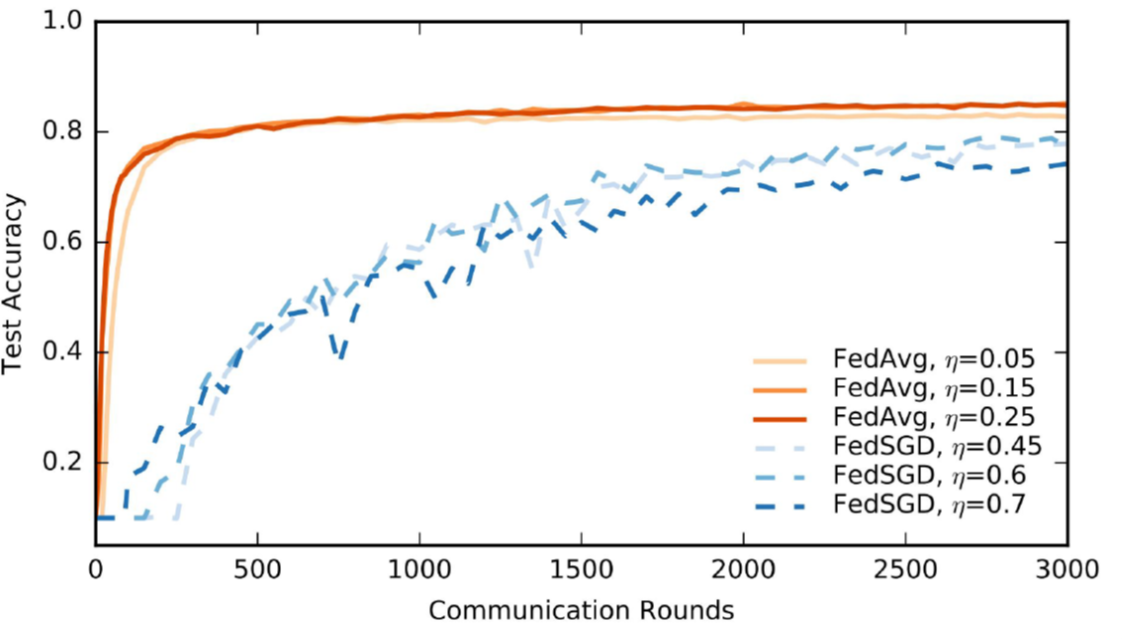 1.0
0.8
0.6
0.4
0.2
Test Accuracy
FedAvg, η=0.05
FedAvg, η=0.15
FedAvg, η=0.25
FedSGD, η=0.45
FedSGD, η=0.6
FedSGD, η=0.7
0 500 1000 1500 2000 2500 3000
Communication Rounds